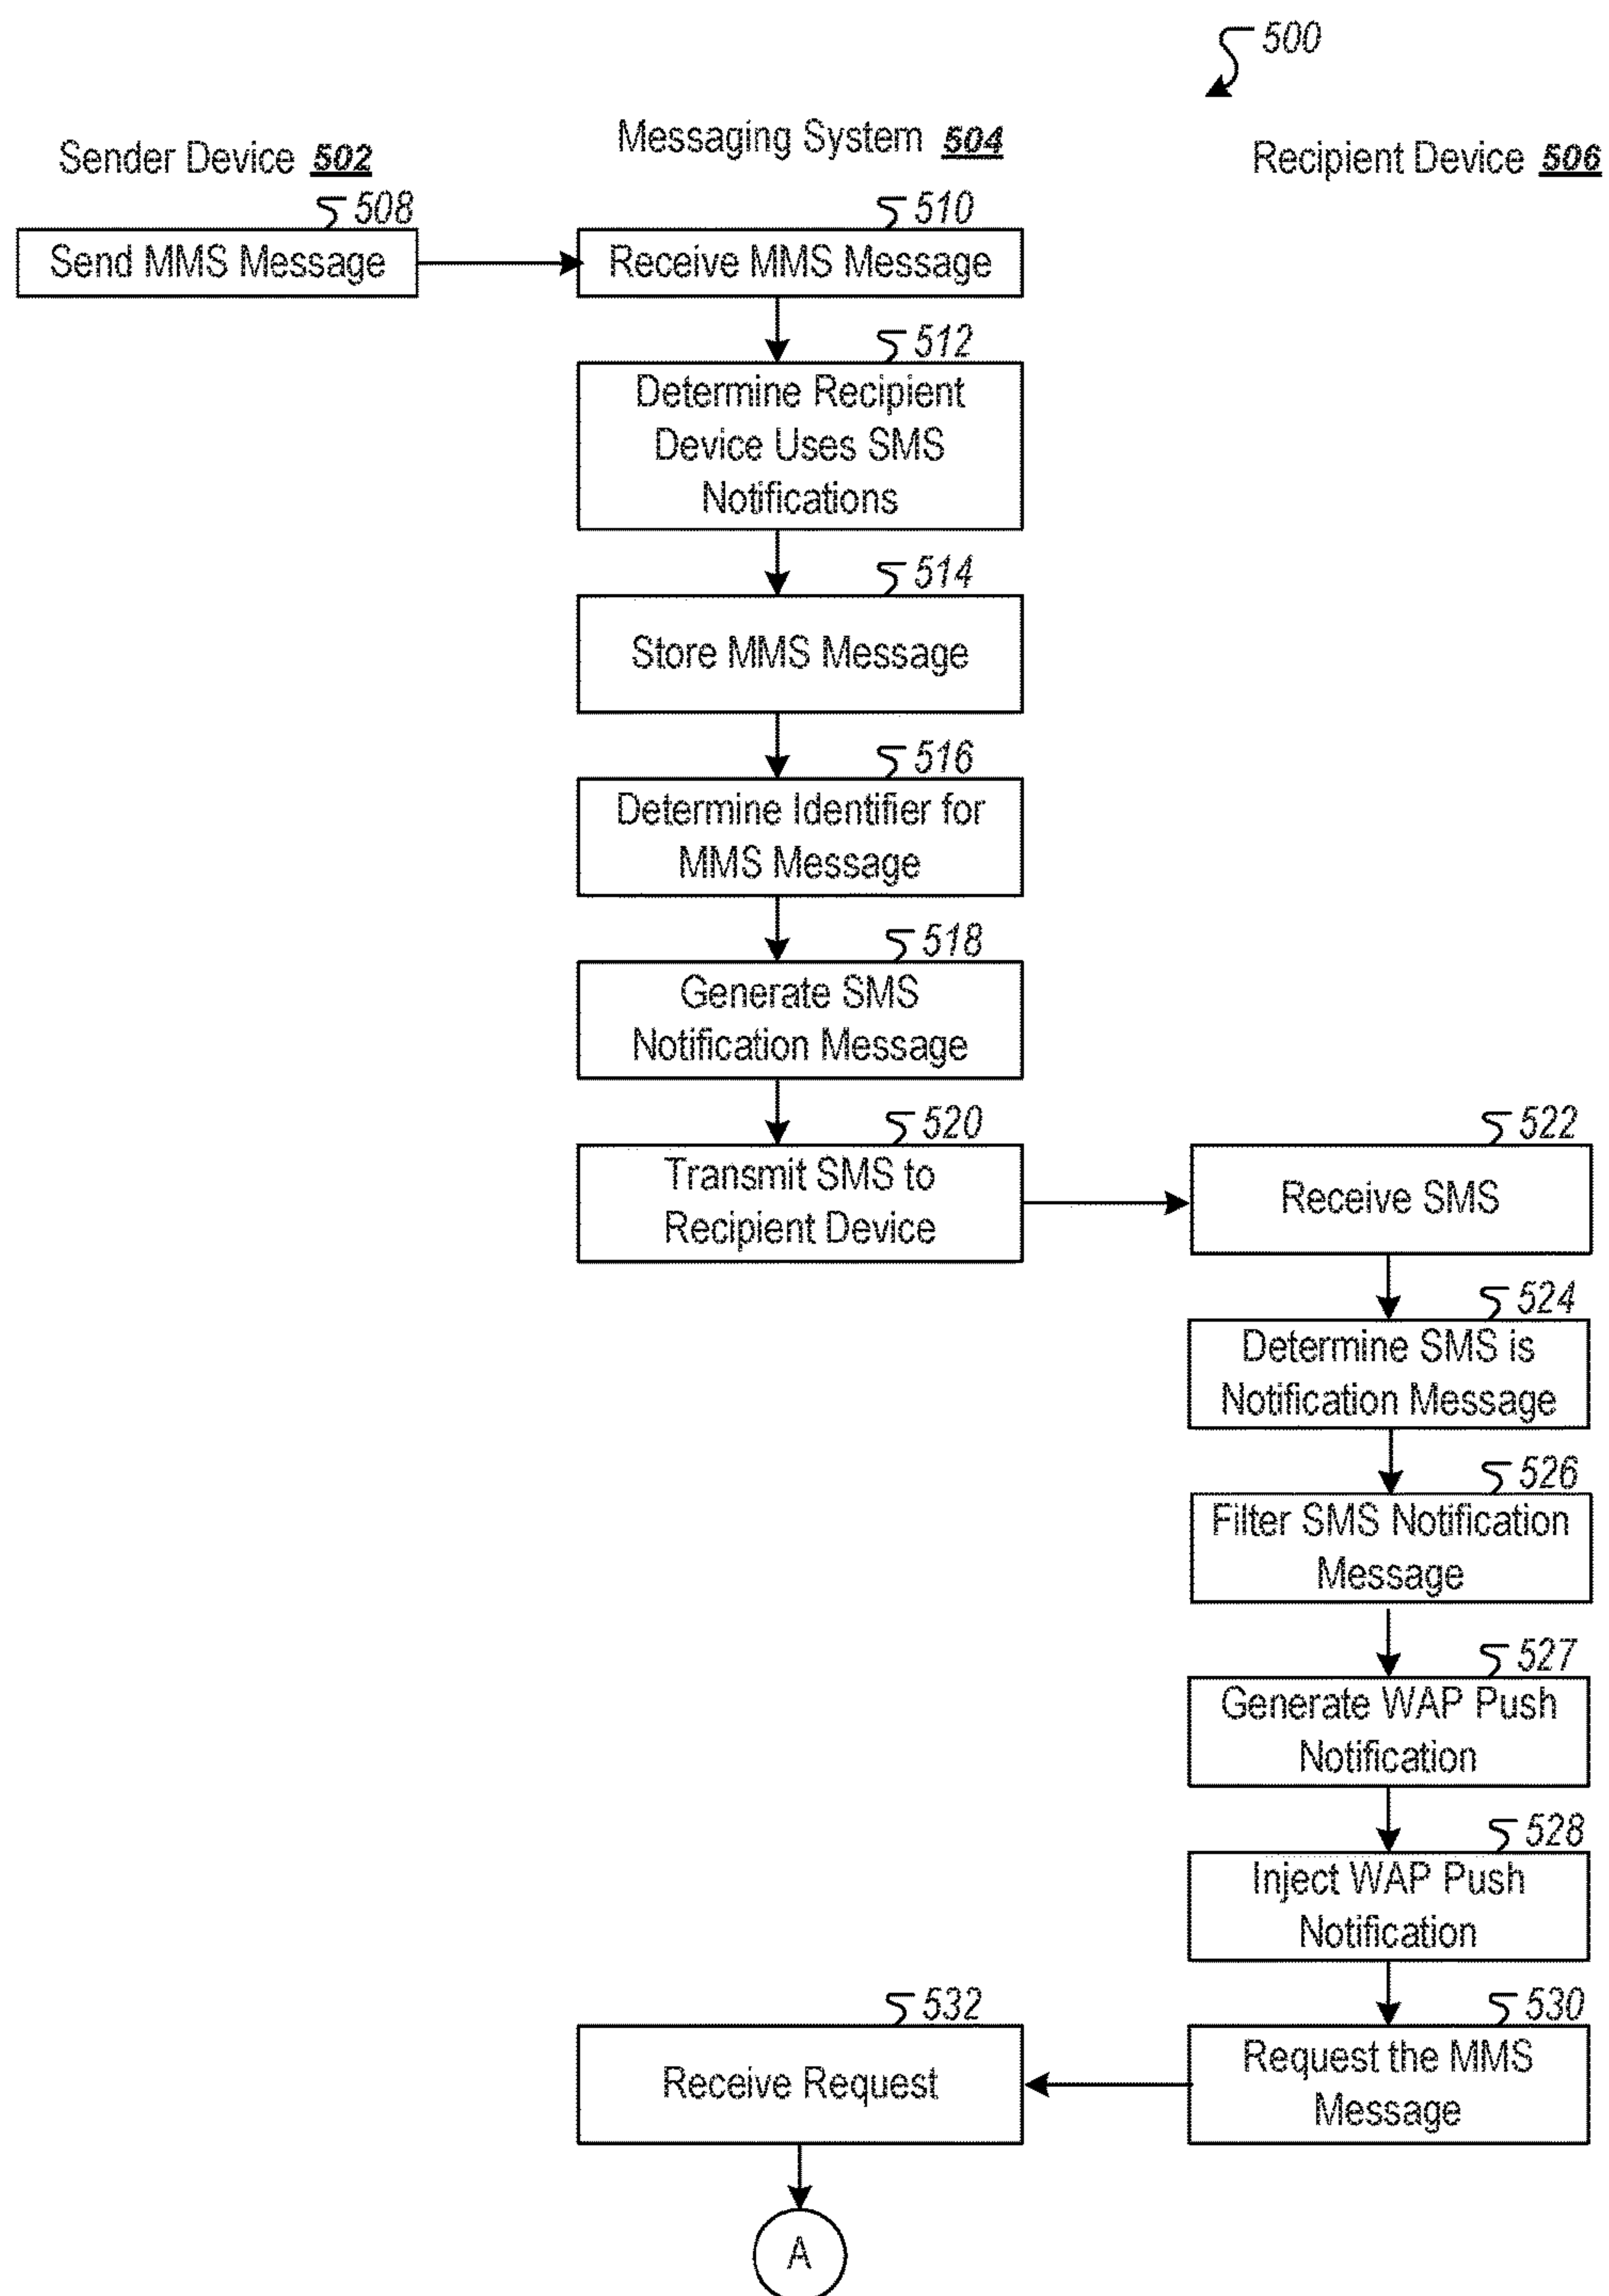 500
Sender Device 502
Messaging System 504
Recipient Device 506
508
Send MMS Message
510
Receive MMS Message
512
Determine Recipient
Device Uses SMS
Notifications
514
Store MMS Message
516
Determine Identifier for
MMS Message
518
Generate SMS
Notification Message
520
Transmit SMS to
Recipient Device
522
Receive SMS
524
Determine SMS is
Notification Message
526
Filter SMS Notification
Message
527
Generate WAP Push
Notification
528
Inject WAP Push
Notification
530
Request the MMS
Message
532
Receive Request
A